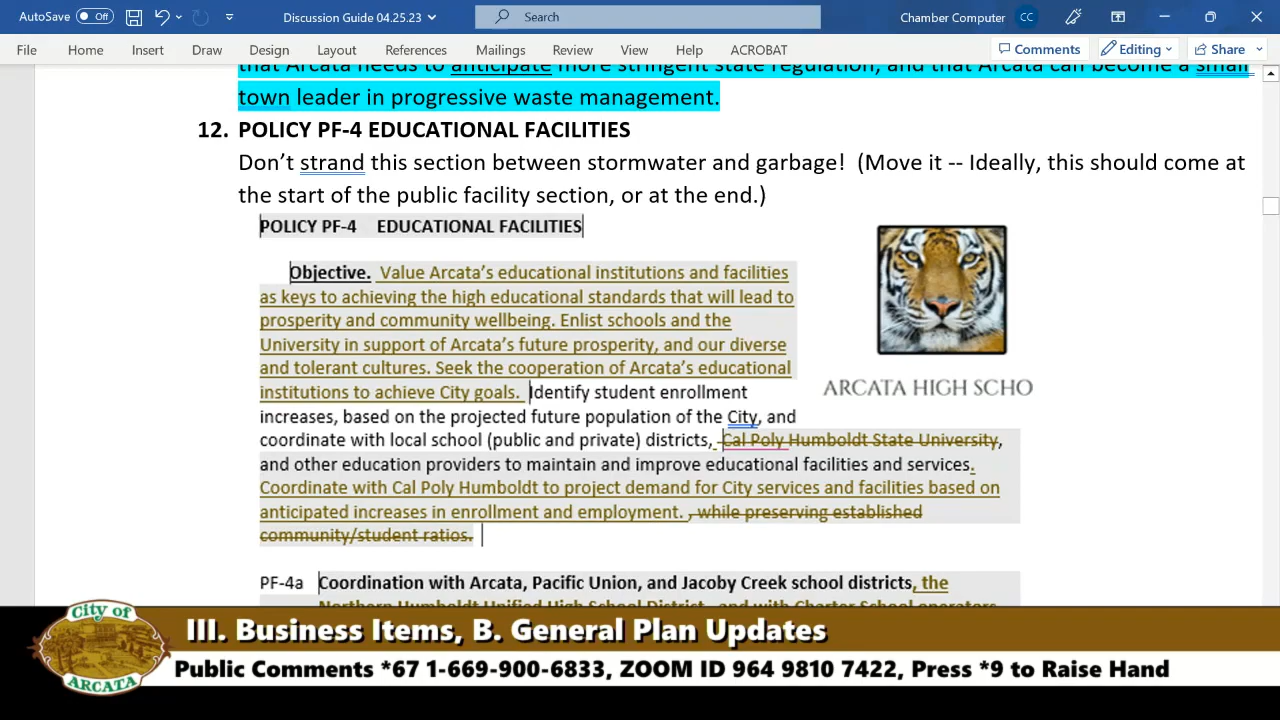 AutoSave Off Discussion Guide 04.25.23 Search Chamber Computer CC
File Home Insert Draw Design Layout References Mailings Review View Help ACROBAT Comments Editing Share
that Arcata needs to anticipate more stringent state regulation, and that Arcata can become a small
town leader in progressive waste management.
12. POLICY PF-4 EDUCATIONAL FACILITIES
Don't strand this section between stormwater and garbage! (Move it -- Ideally, this should come at
the start of the public facility section, or at the end.)
POLICY PF-4 EDUCATIONAL FACILITIES
Objective. Value Arcata's educational institutions and facilities
as keys to achieving the high educational standards that will lead to
prosperity and community wellbeing. Enlist schools and the
University in support of Arcata's future prosperity, and our diverse
and tolerant cultures. Seek the cooperation of Arcata's educational
institutions to achieve City goals. Identify student enrollment
increases, based on the projected future population of the City, and
coordinate with local school (public and private) districts, Cal Poly Humboldt State University,
and other education providers to maintain and improve educational facilities and services.
Coordinate with Cal Poly Humboldt to project demand for City services and facilities based on
anticipated increases in enrollment and employment. , while preserving established
community/student ratios.
ARCATA HIGH SCHO
PF-4a Coordination with Arcata, Pacific Union, and Jacoby Creek school districts, the
Northern Humboldt Unified High School District, and with Charter School operators
City of
ARCATA
III. Business Items, B. General Plan Updates
Public Comments *67 1-669-900-6833, ZOOM ID 964 9810 7422, Press *9 to Raise Hand